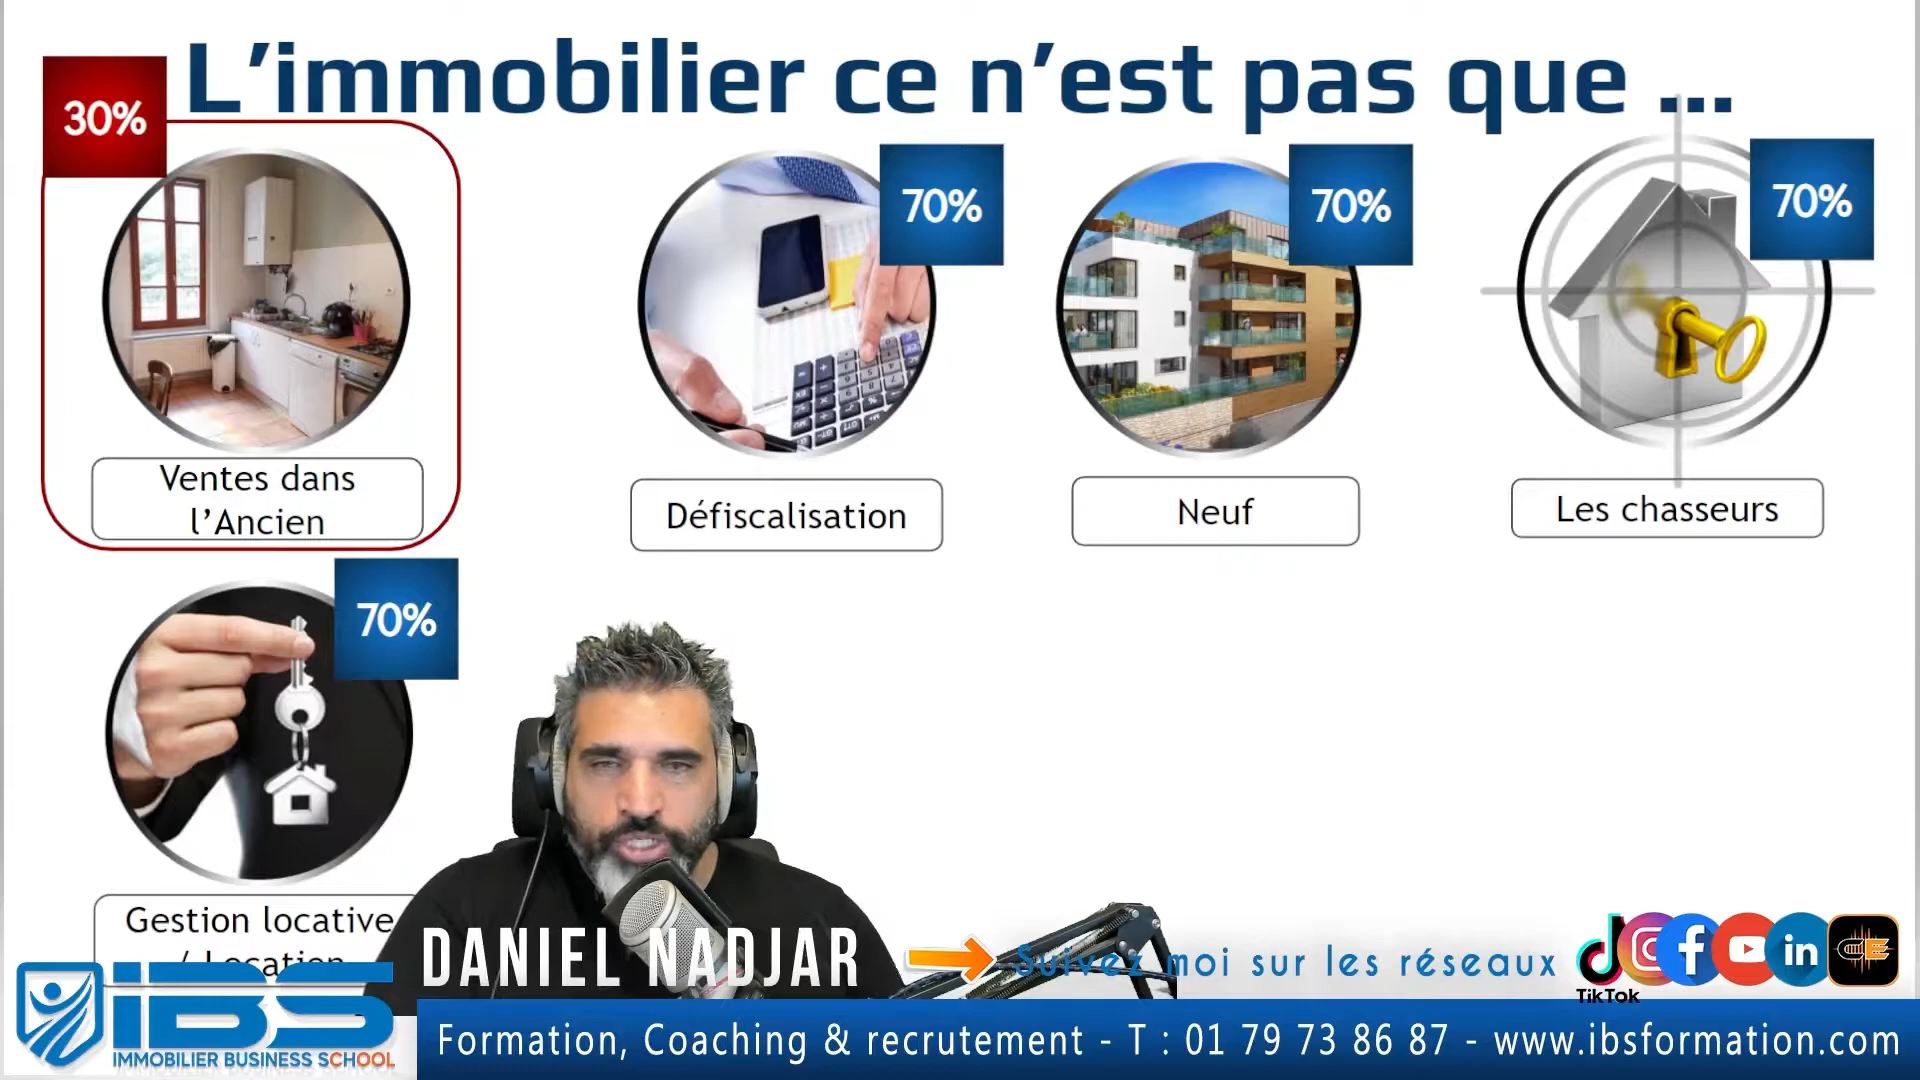 L’immobilier ce n’est pas que ...
30%
70%
70%
70%
Ventes dans
l’Ancien
Défiscalisation
Neuf
Les chasseurs
70%
Gestion locative
/ Location
DANIEL NADJAR
Suivez moi sur les réseaux
TikTok
iBS
IMMOBILIER BUSINESS SCHOOL
Formation, Coaching & recrutement - T : 01 79 73 86 87 - www.ibsformation.com